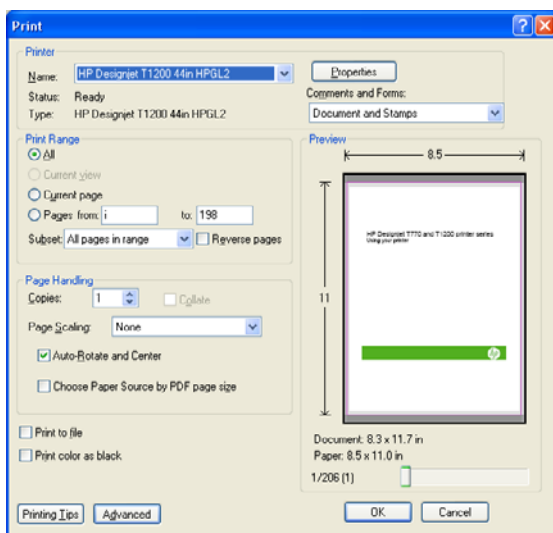 Print
Printer
Name: HP Designjet T1200 44in HPGL2
Properties
Status: Ready
Type: HP Designjet T1200 44in HPGL2
Comments and Forms:
Document and Stamps
Print Range
All
Current view
Current page
Pages from: i to: 198
Subset: All pages in range
Reverse pages
Page Handling
Copies: 1
Collate
Page Scaling: None
Auto-Rotate and Center
Choose Paper Source by PDF page size
Print to file
Print color as black
Printing Tips
Advanced
Preview
8.5
11
HP Designjet T770 and T1200 printer series
Using your printer
hp
Document: 8.3 x 11.7 in
Paper: 8.5 x 11.0 in
1/206 (1)
OK
Cancel